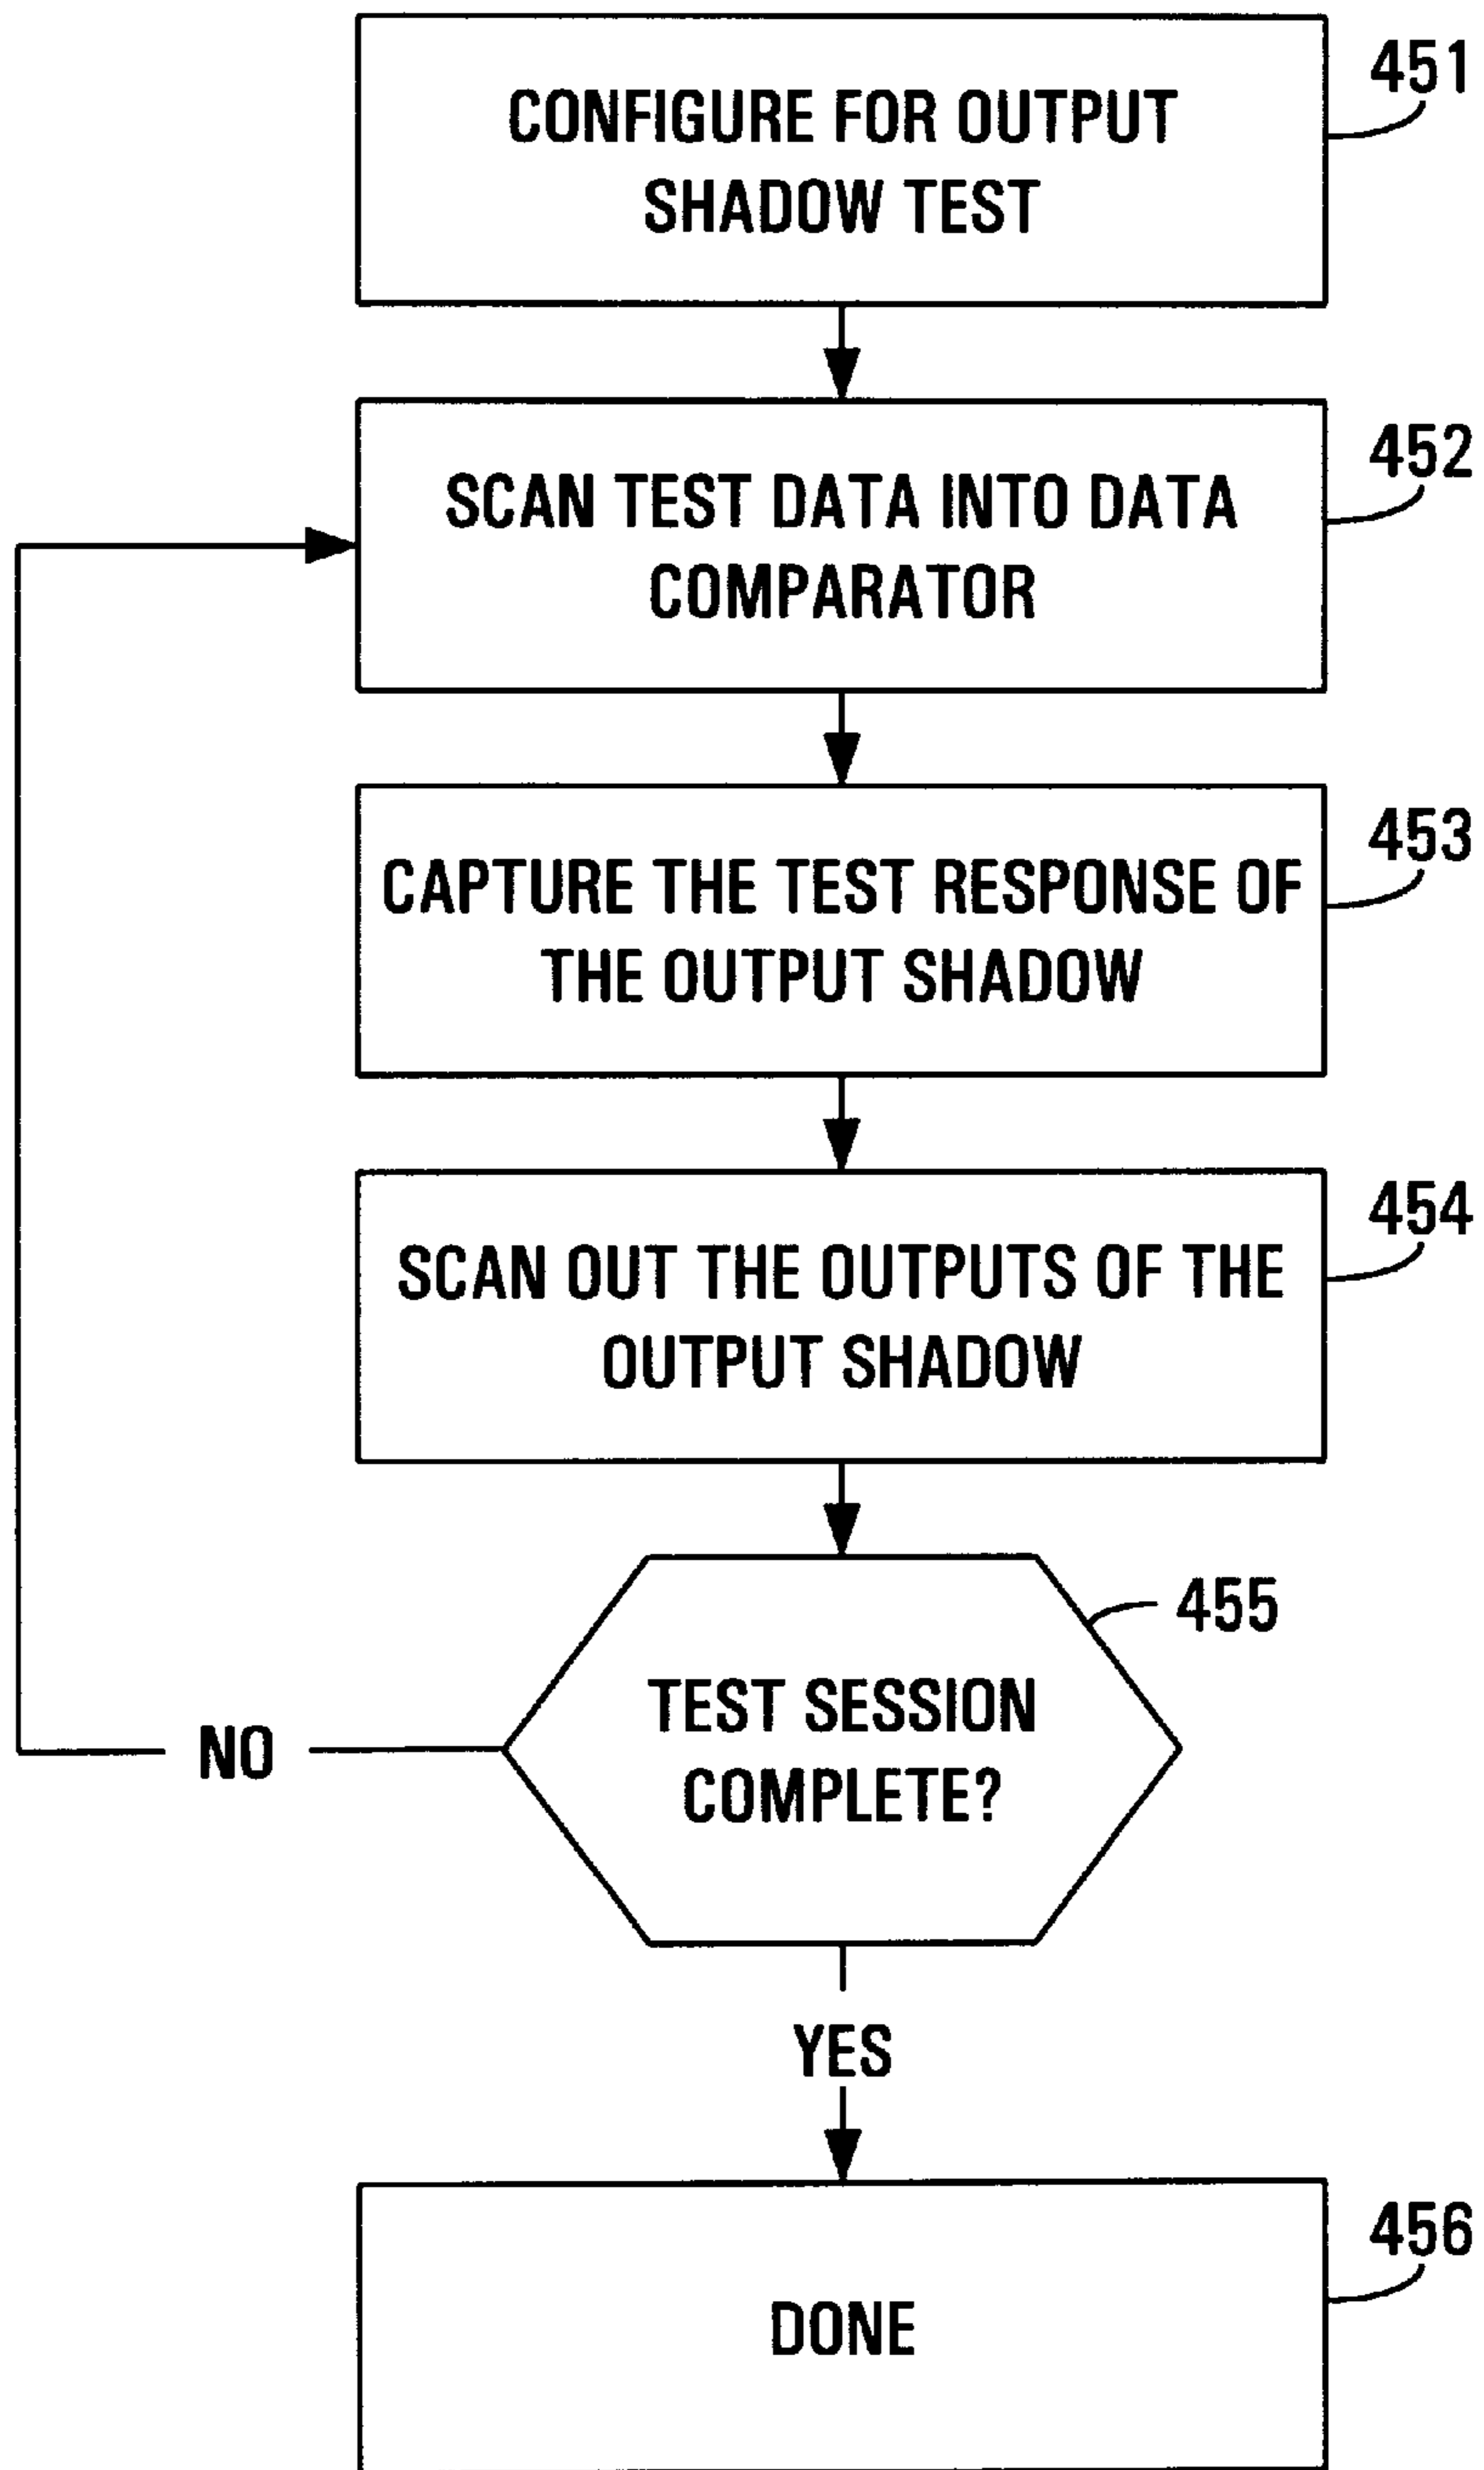 451
CONFIGURE FOR OUTPUT
SHADOW TEST
452
SCAN TEST DATA INTO DATA
COMPARATOR
453
CAPTURE THE TEST RESPONSE OF
THE OUTPUT SHADOW
454
SCAN OUT THE OUTPUTS OF THE
OUTPUT SHADOW
455
TEST SESSION
COMPLETE?
NO
YES
456
DONE